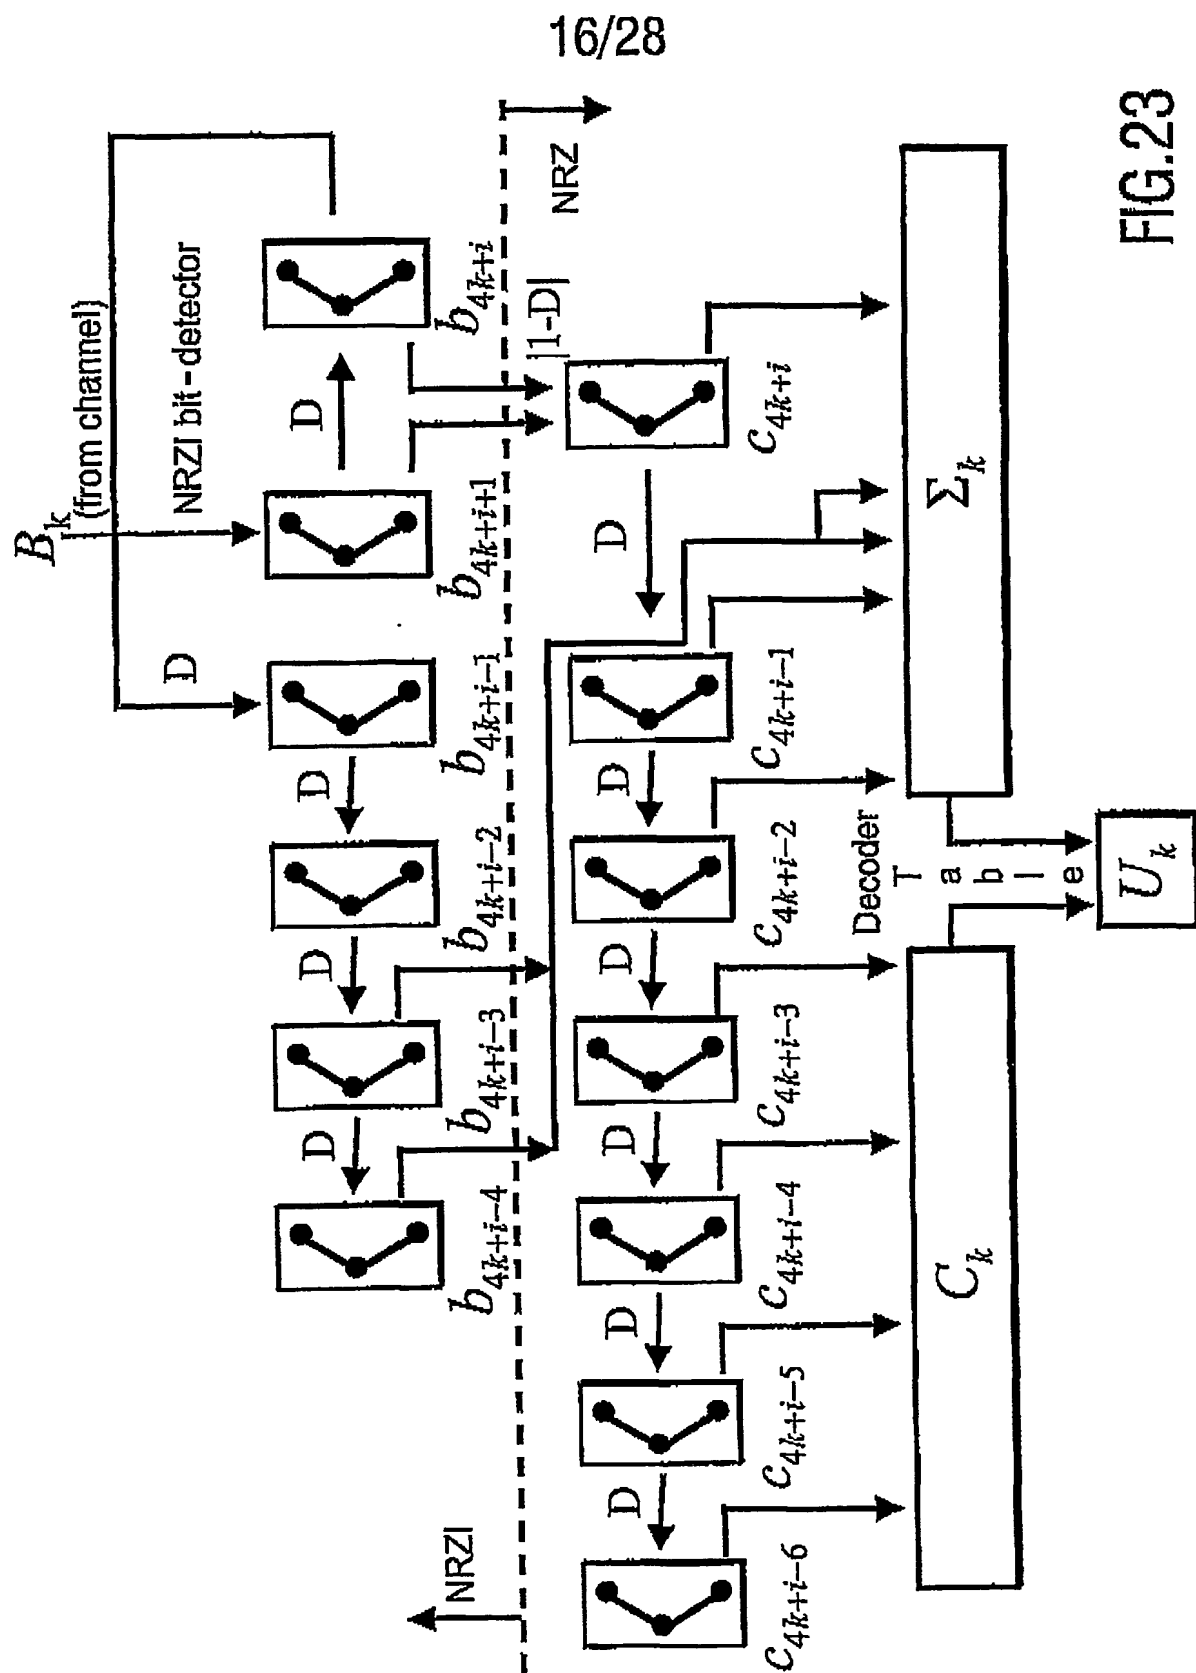 16/28
B_k (from channel)
NRZI bit-detector
D
D
D
D
D
b_{4k+i-4}
b_{4k+i-3}
b_{4k+i-2}
b_{4k+i-1}
b_{4k+i+1}
b_{4k+i}
NRZI
NRZ
|1-D|
D
D
D
D
D
D
c_{4k+i-6}
c_{4k+i-5}
c_{4k+i-4}
c_{4k+i-3}
c_{4k+i-2}
c_{4k+i-1}
c_{4k+i}
Decoder
Table
C_k
Σ_k
U_k
FIG.23